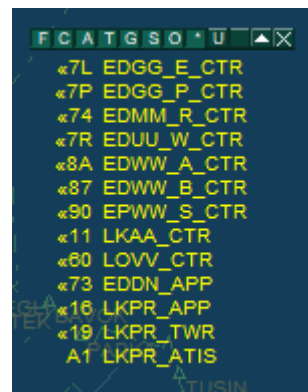 F C A T G S O * U
«7L EDGG_E_CTR
«7P EDGG_P_CTR
«74 EDMM_R_CTR
«7R EDUU_W_CTR
«8A EDWW_A_CTR
«87 EDWW_B_CTR
«90 EPWW_S_CTR
«11 LKAA_CTR
«60 LOVV_CTR
«73 EDDN_APP
«16 LKPR_APP
«19 LKPR_TWR
A1 LKPR_ATIS
TUSIN